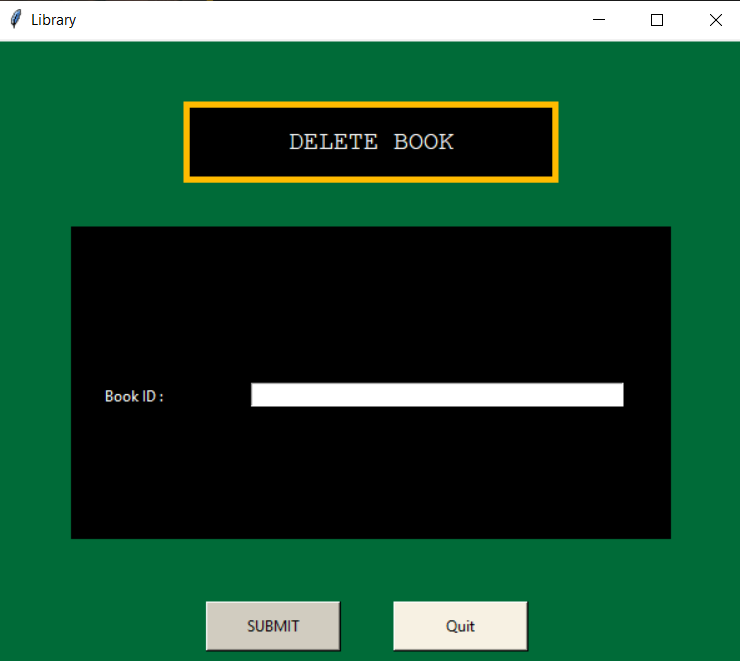 Library
DELETE BOOK
Book ID :
SUBMIT
Quit